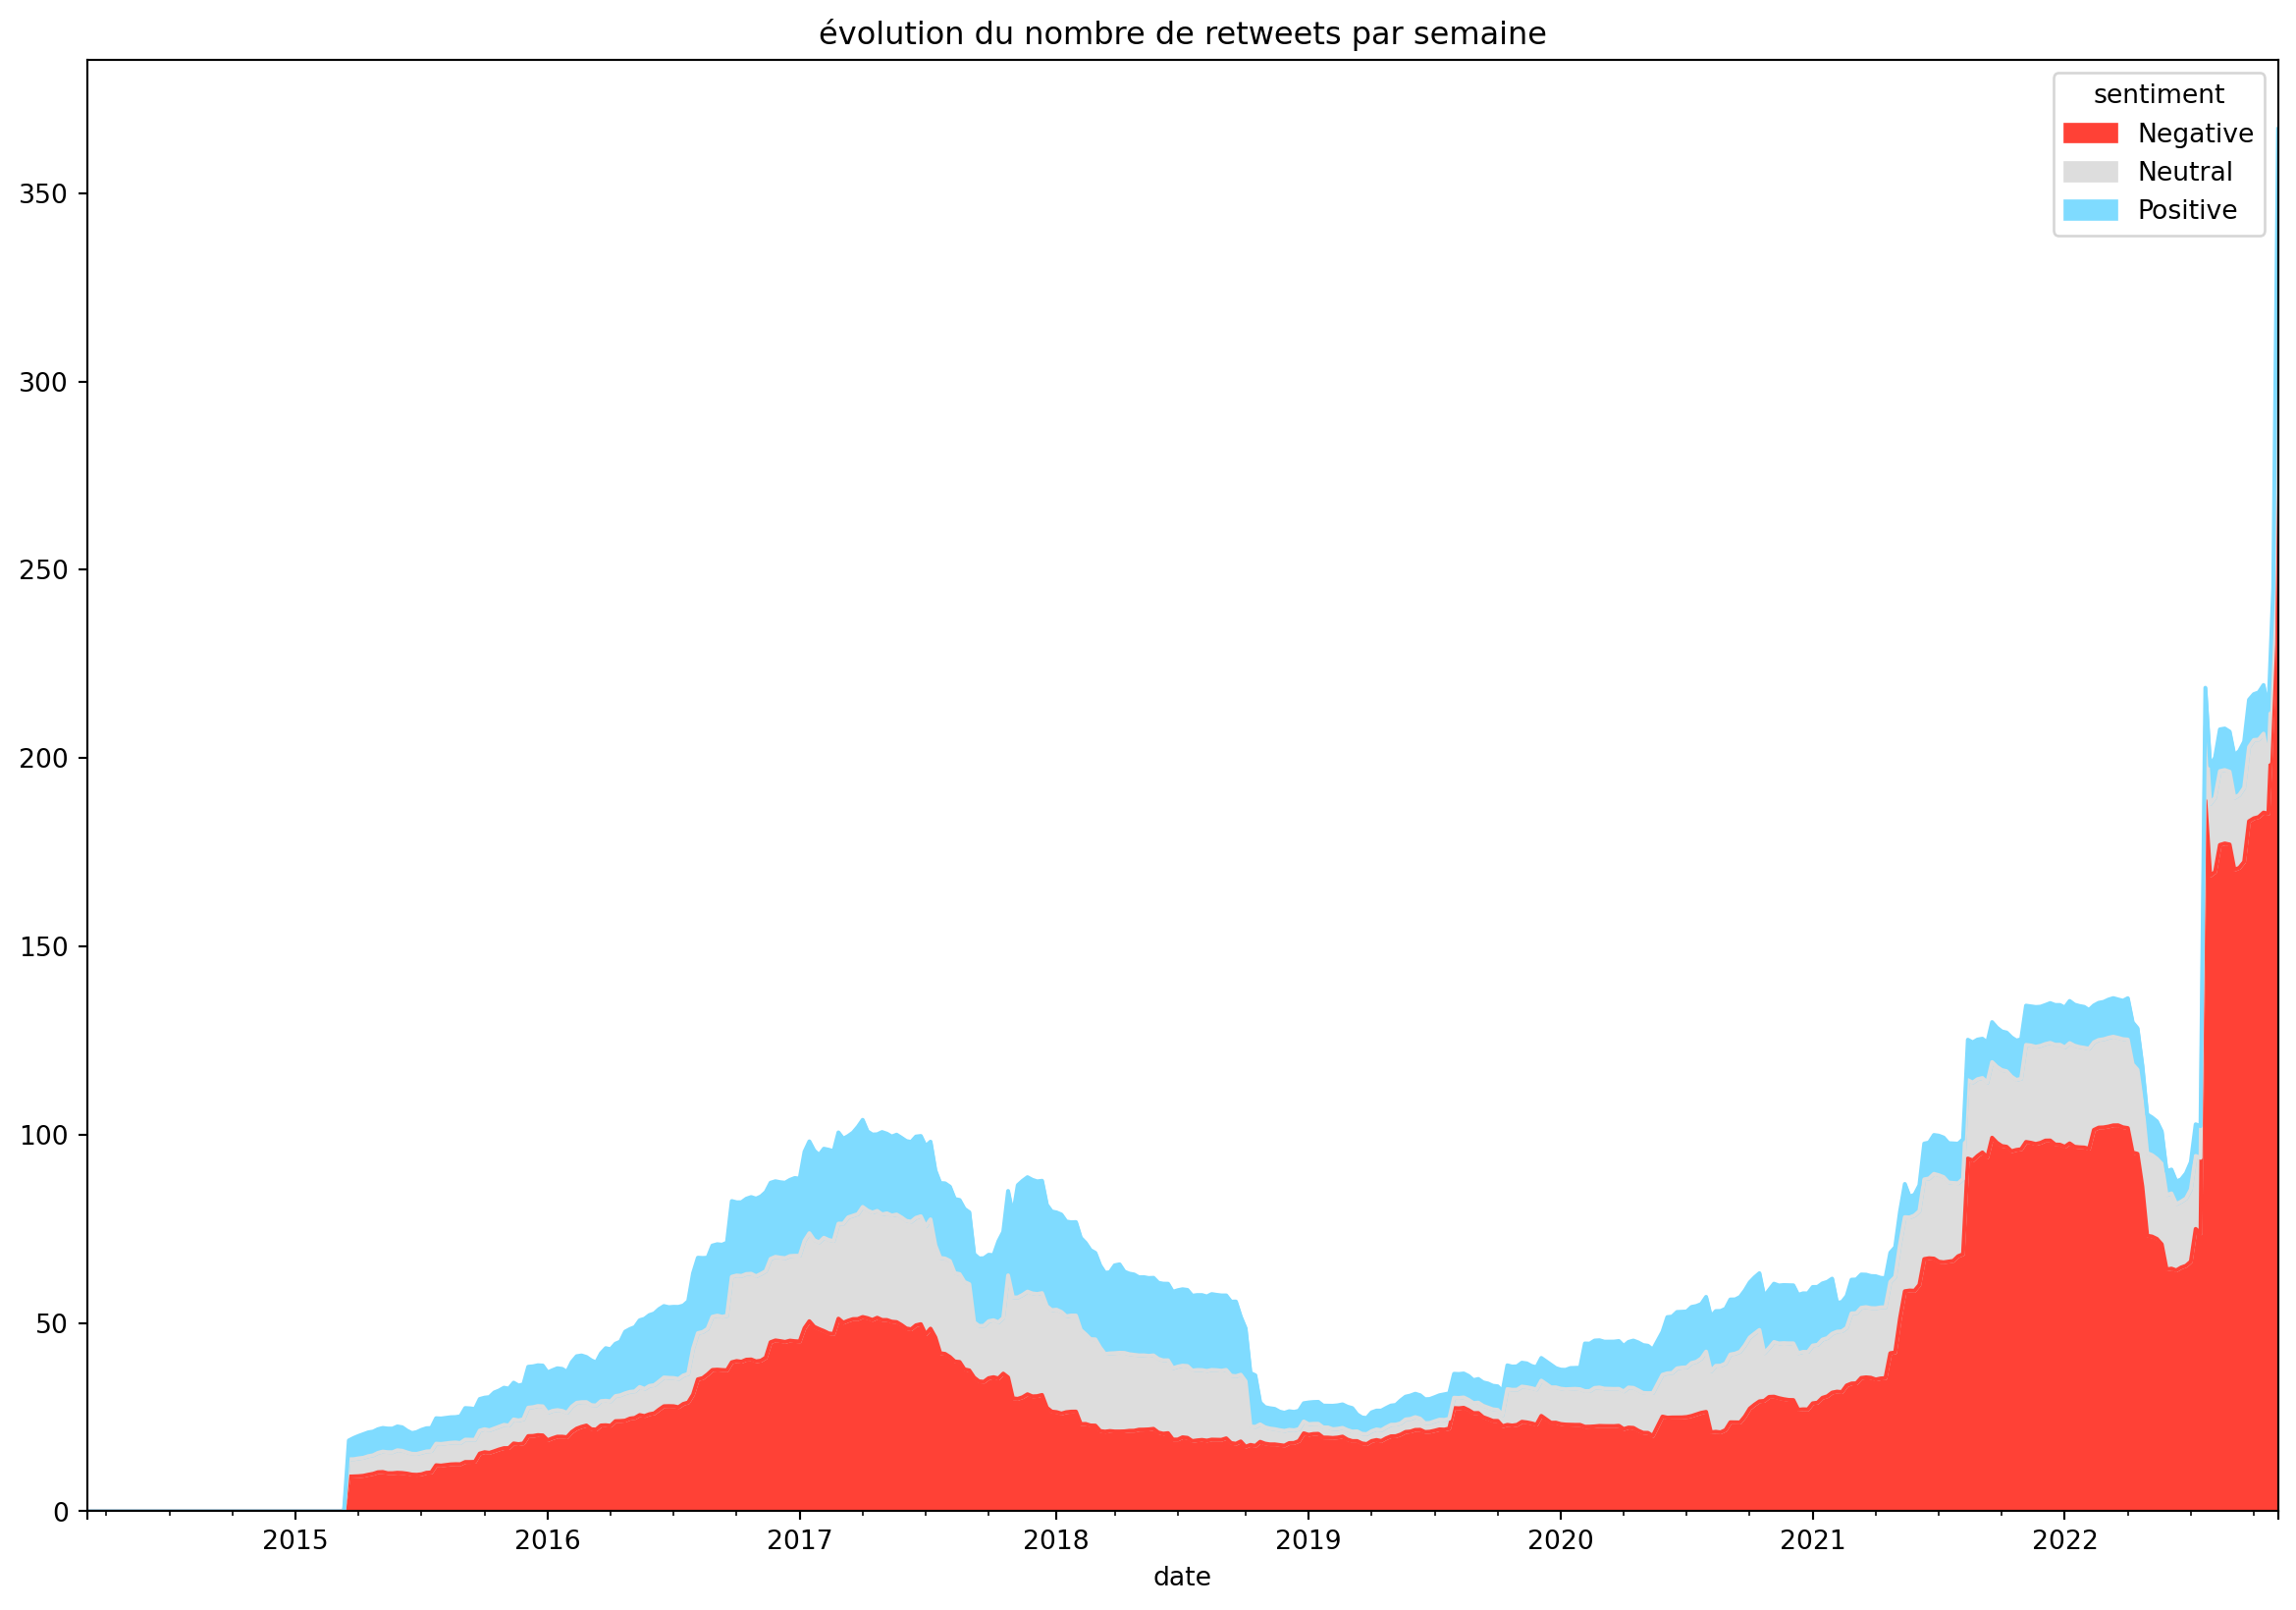 évolution du nombre de retweets par semaine
sentiment
Negative
Neutral
Positive
350
300
250
200
150
100
50
0
2015 2016 2017 2018 2019 2020 2021 2022
date